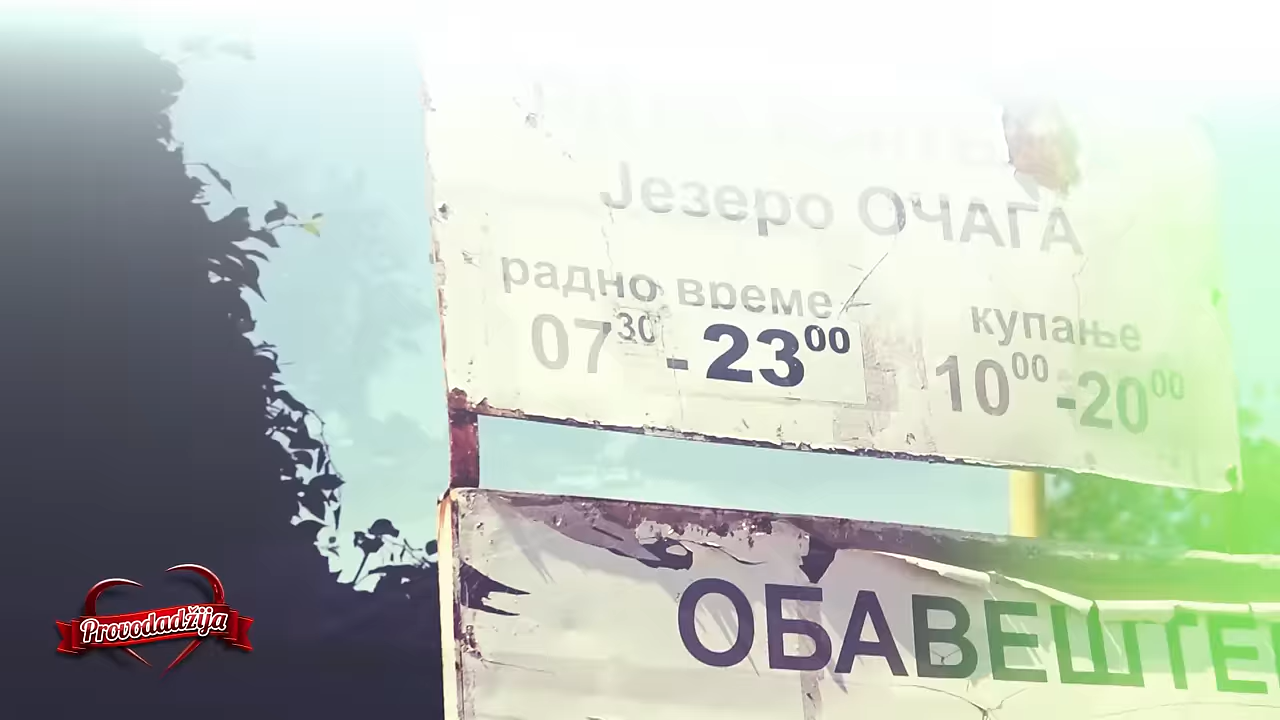 Језеро ОЧАГА
радно време
купање
07³⁰ - 23⁰⁰
10⁰⁰ - 20⁰⁰
ОБАВЕШТЕ
Provodadžija